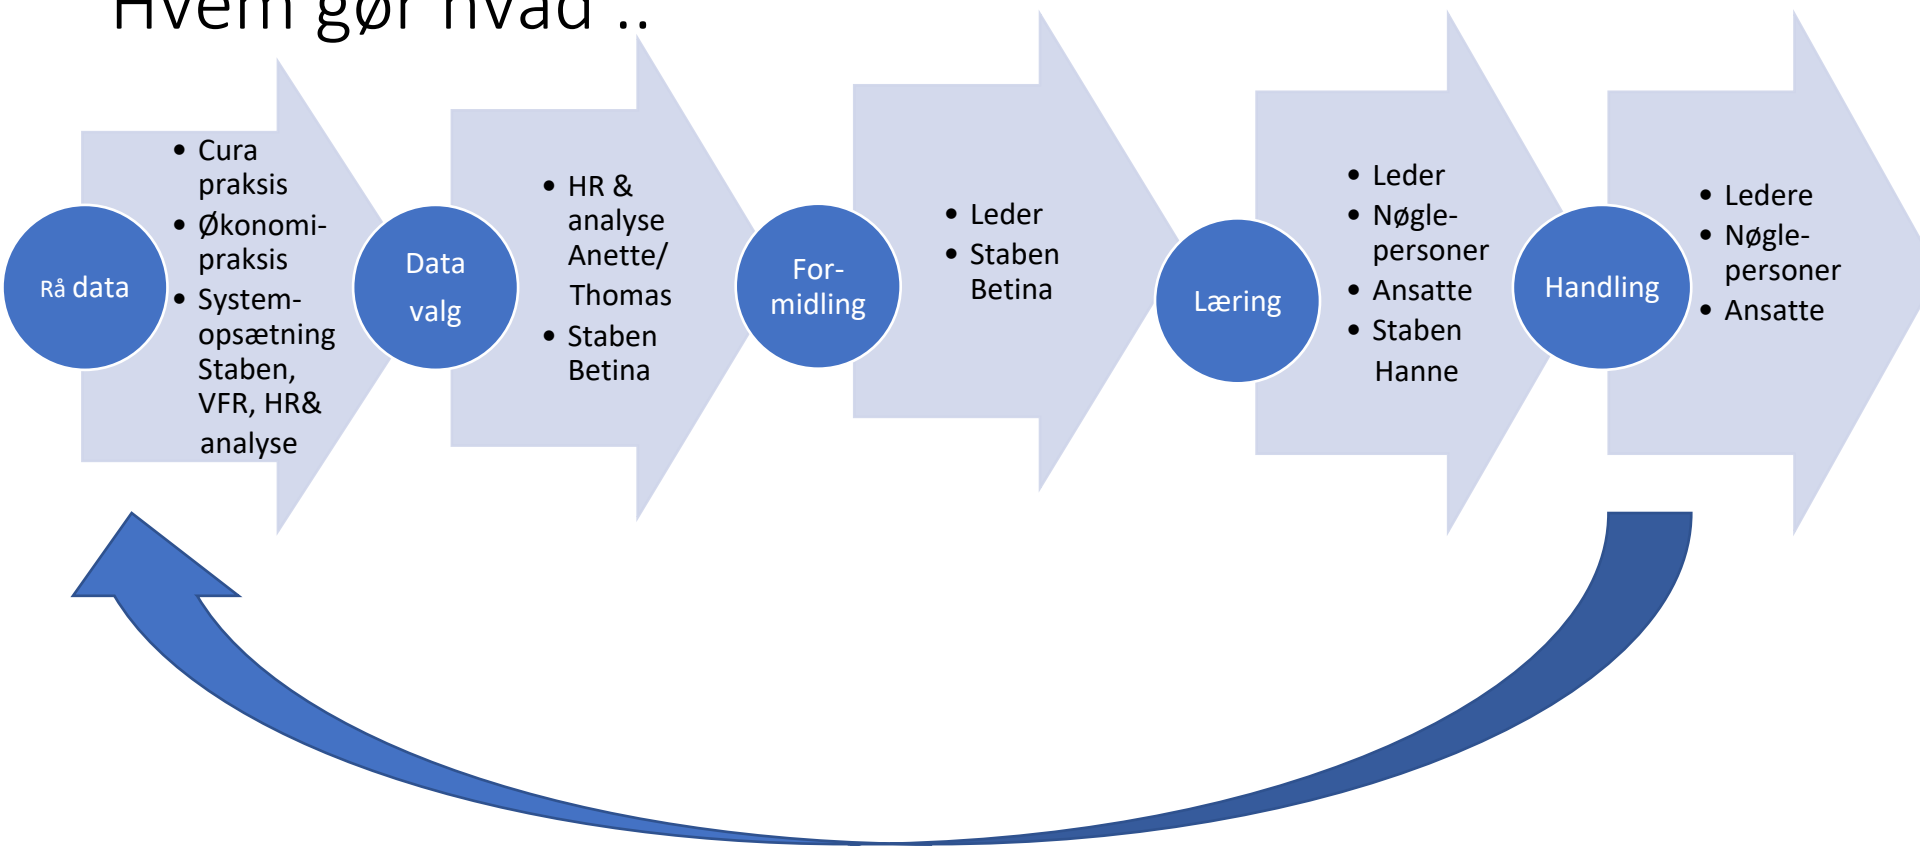 Hvem gør hvad ..
Rå data
• Cura
praksis
• Økonomi-
praksis
• System-
opsætning
Staben,
VFR, HR&
analyse
Data
valg
• HR &
analyse
Anette/
Thomas
• Staben
Betina
For-
midling
• Leder
• Staben
Betina
Læring
• Leder
• Nøgle-
personer
• Ansatte
• Staben
Hanne
Handling
• Ledere
• Nøgle-
personer
• Ansatte